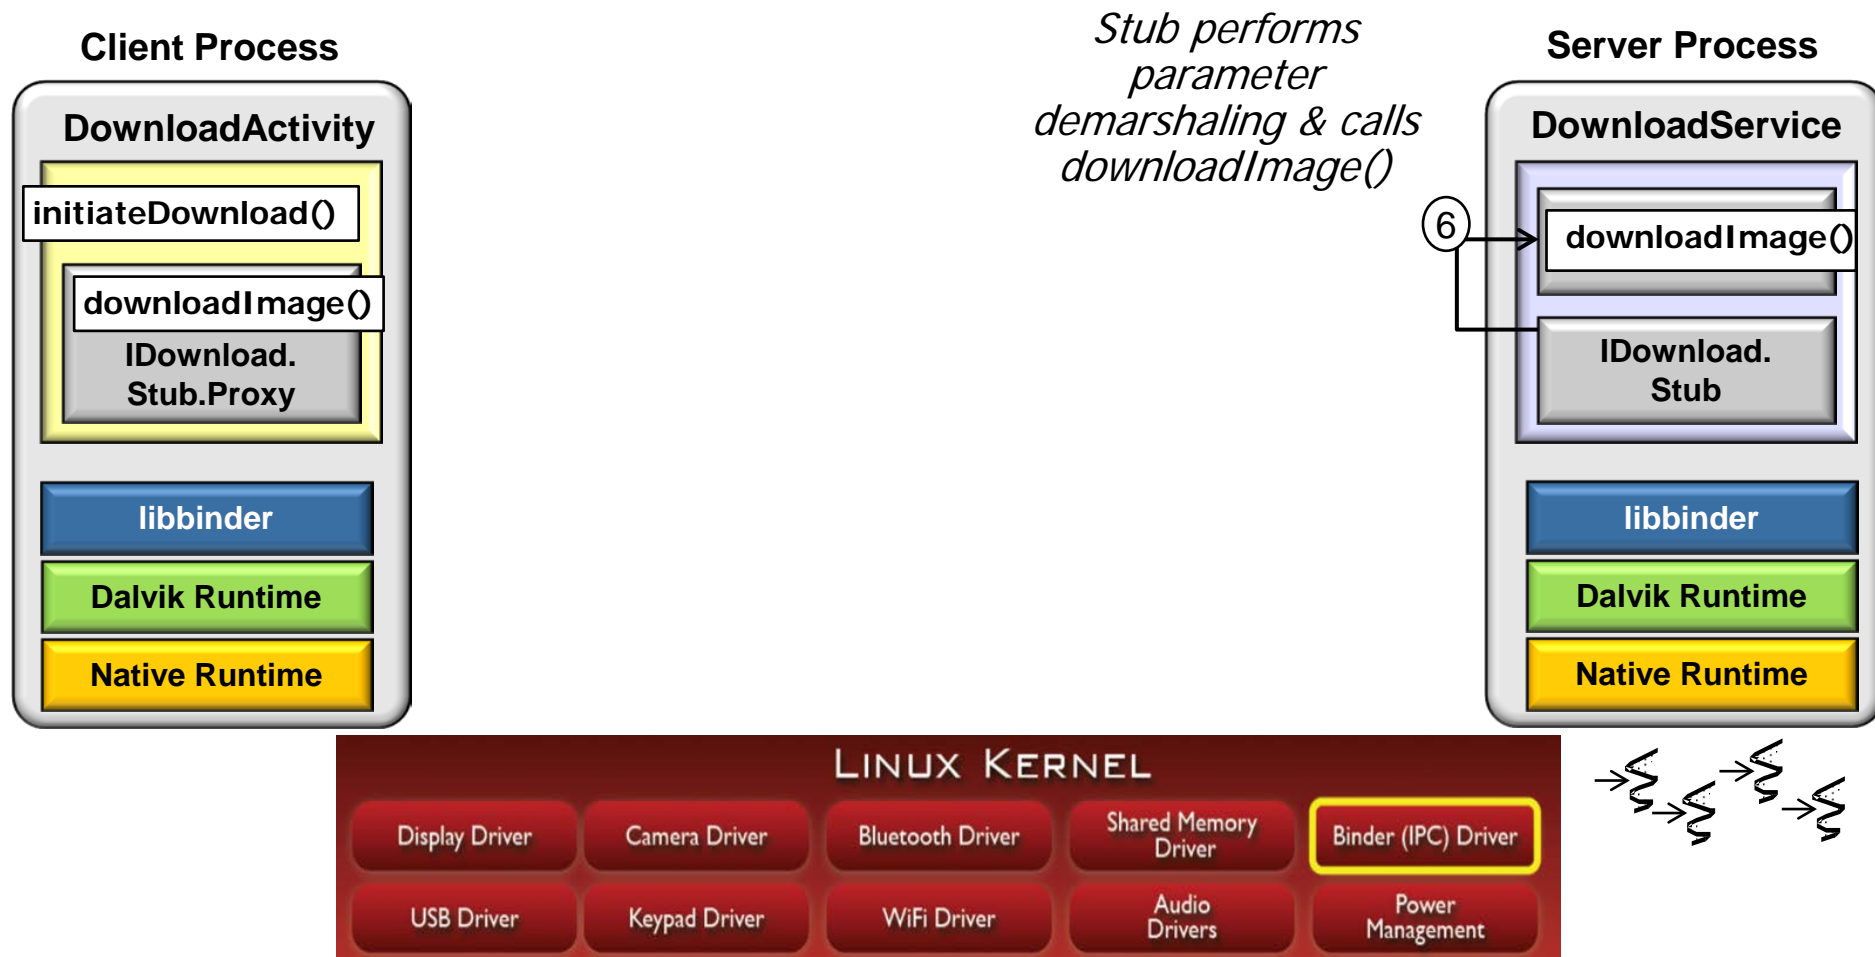 Client Process
DownloadActivity
initiateDownload()
downloadImage()
IDownload.
Stub.Proxy
libbinder
Dalvik Runtime
Native Runtime
Stub performs
parameter
demarshaling & calls
downloadImage()
6
Server Process
DownloadService
downloadImage()
IDownload.
Stub
libbinder
Dalvik Runtime
Native Runtime
LINUX KERNEL
Display Driver
Camera Driver
Bluetooth Driver
Shared Memory
Driver
Binder (IPC) Driver
USB Driver
Keypad Driver
WiFi Driver
Audio
Drivers
Power
Management